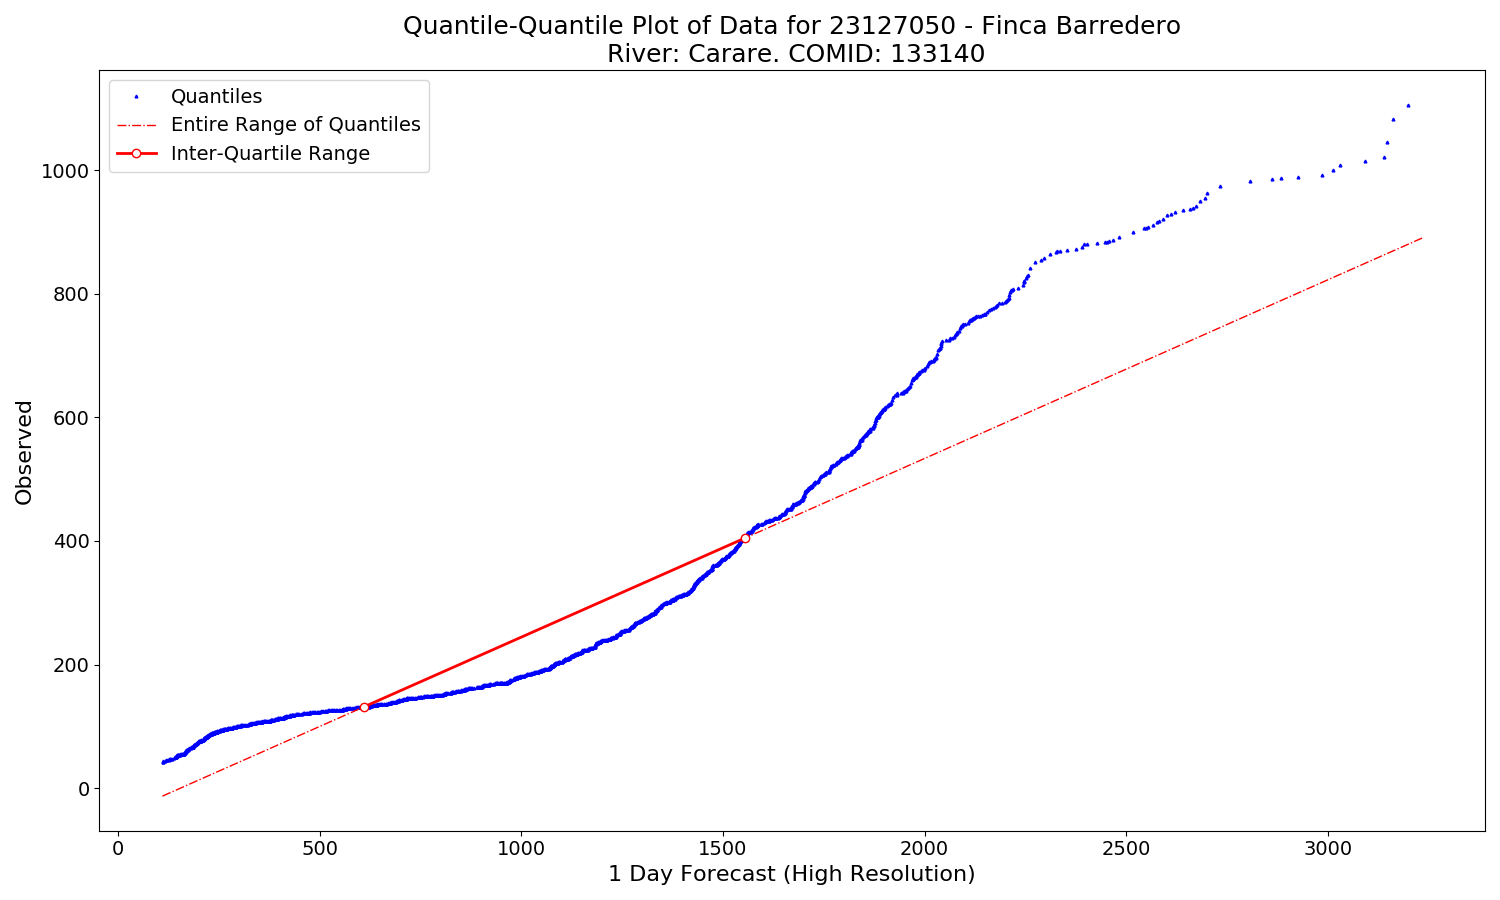 Quantile-Quantile Plot of Data for 23127050 - Finca Barredero
River: Carare. COMID: 133140
Quantiles
Entire Range of Quantiles
Inter-Quartile Range
1000
800
600
400
200
0
Observed
0 500 1000 1500 2000 2500 3000
1 Day Forecast (High Resolution)